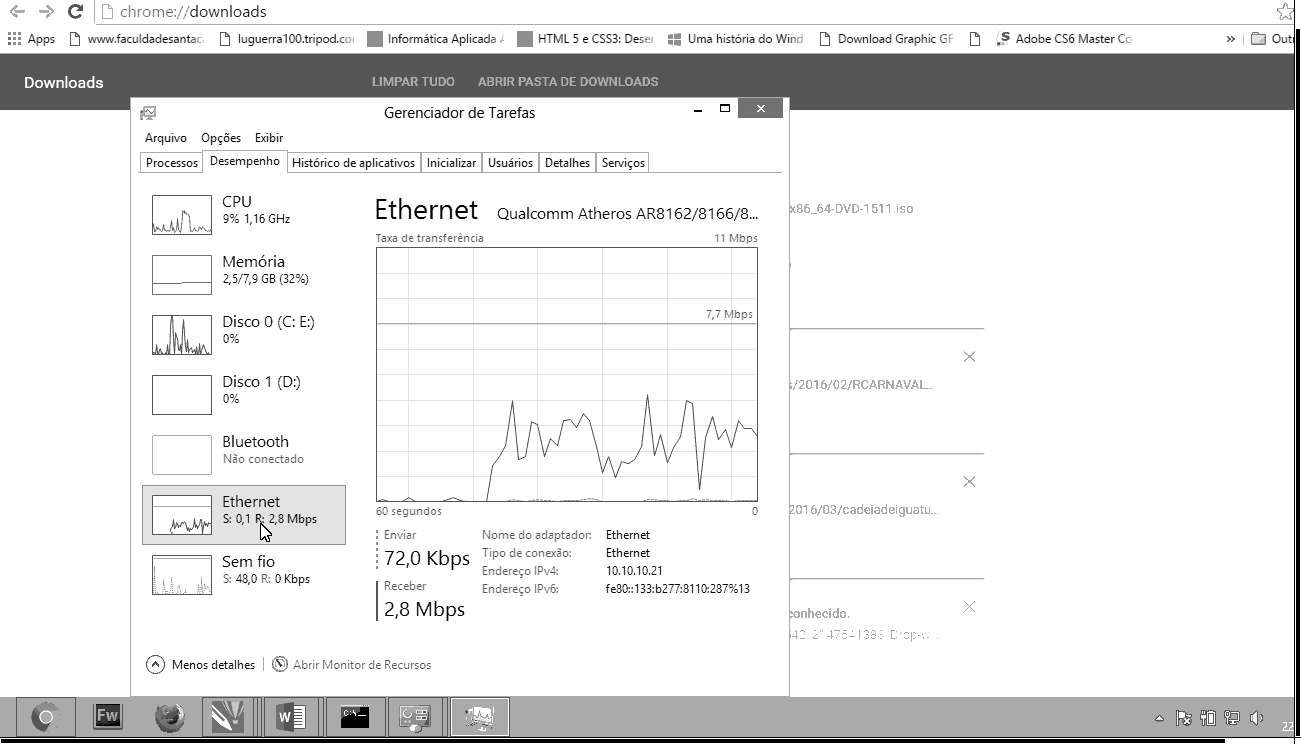 chrome://downloads
Apps www.faculdadesantac luguerra100.tripod.co Informática Aplicada HTML 5 e CSS3: Deser Uma história do Wind Download Graphic GF Adobe CS6 Master Co » Outr
Downloads LIMPAR TUDO ABRIR PASTA DE DOWNLOADS
Gerenciador de Tarefas
Arquivo Opções Exibir
Processos Desempenho Histórico de aplicativos Inicializar Usuários Detalhes Serviços
CPU
9% 1,16 GHz
Memória
2,5/7,9 GB (32%)
Disco 0 (C: E:)
0%
Disco 1 (D:)
0%
Bluetooth
Não conectado
Ethernet
S: 0,1 R: 2,8 Mbps
Sem fio
S: 48,0 R: 0 Kbps
Ethernet Qualcomm Atheros AR8162/8166/8...
Taxa de transferência 11 Mbps
7,7 Mbps
60 segundos 0
Enviar
72,0 Kbps
Receber
2,8 Mbps
Nome do adaptador: Ethernet
Tipo de conexão: Ethernet
Endereço IPv4: 10.10.10.21
Endereço IPv6: fe80::133:b277:8110:287%13
Menos detalhes Abrir Monitor de Recursos
x86_64-DVD-1511.iso
s/2016/02/RCARNAVAL...
2016/03/cadeiadeiguatu...
conhecido.
Fw
W
C:\
22